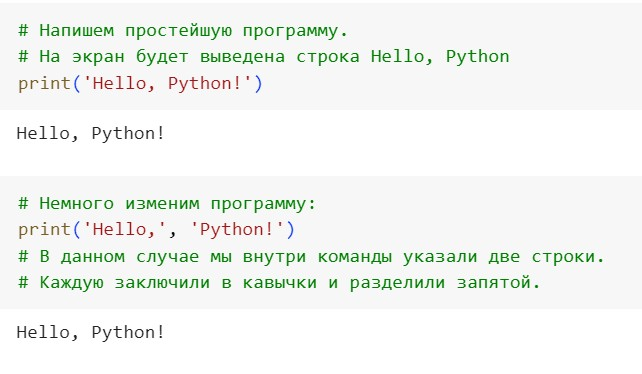 # Напишем простейшую программу.
# На экран будет выведена строка Hello, Python
print('Hello, Python!')
Hello, Python!
# Немного изменим программу:
print('Hello,', 'Python!')
# В данном случае мы внутри команды указали две строки.
# Каждую заключили в кавычки и разделили запятой.
Hello, Python!